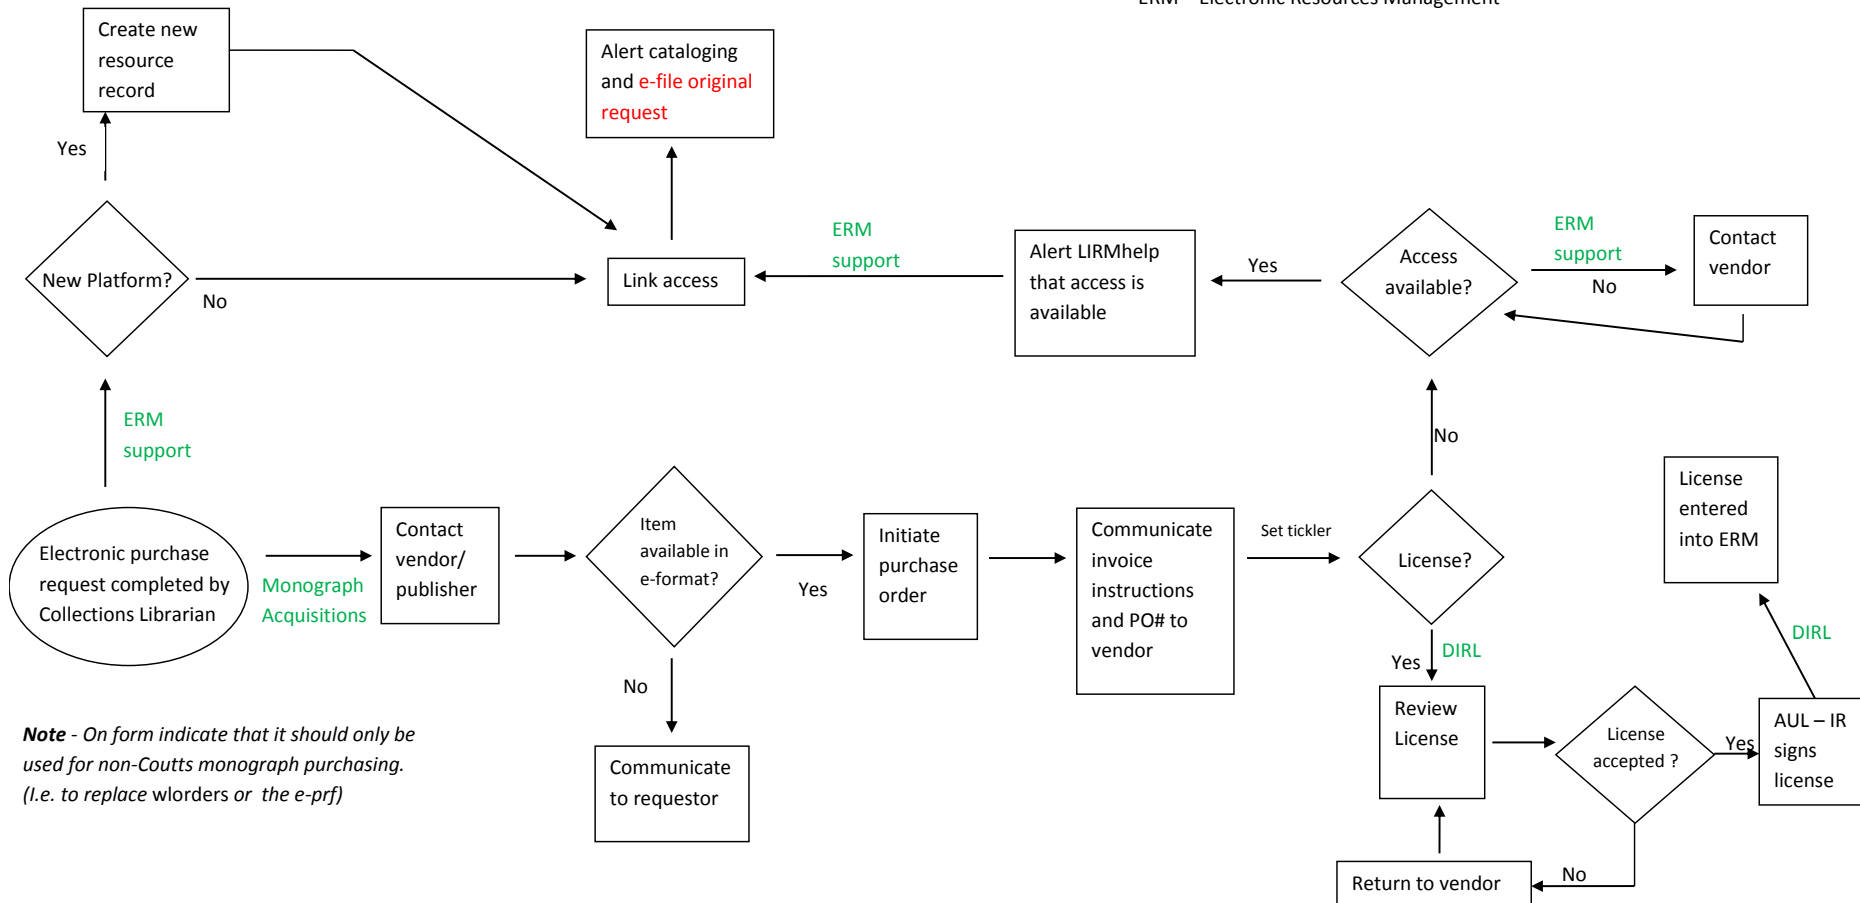 ERM – Electronic Resources Management
Create new
resource
record
Alert cataloging
and e-file original
request
Yes
New Platform?
No
Link access
ERM
support
Alert LIRMhelp
that access is
available
Yes
Access
available?
ERM
support
No
Contact
vendor
ERM
support
No
Electronic purchase
request completed by
Collections Librarian
Monograph
Acquisitions
Contact
vendor/
publisher
Item
available in
e-format?
Yes
Initiate
purchase
order
Communicate
invoice
instructions
and PO# to
vendor
Set tickler
License?
License
entered
into ERM
DIRL
Yes
DIRL
No
Communicate
to requestor
Review
License
License
accepted ?
Yes
AUL – IR
signs
license
No
Return to vendor
Note - On form indicate that it should only be
used for non-Coutts monograph purchasing.
(I.e. to replace wlorders or the e-prf)